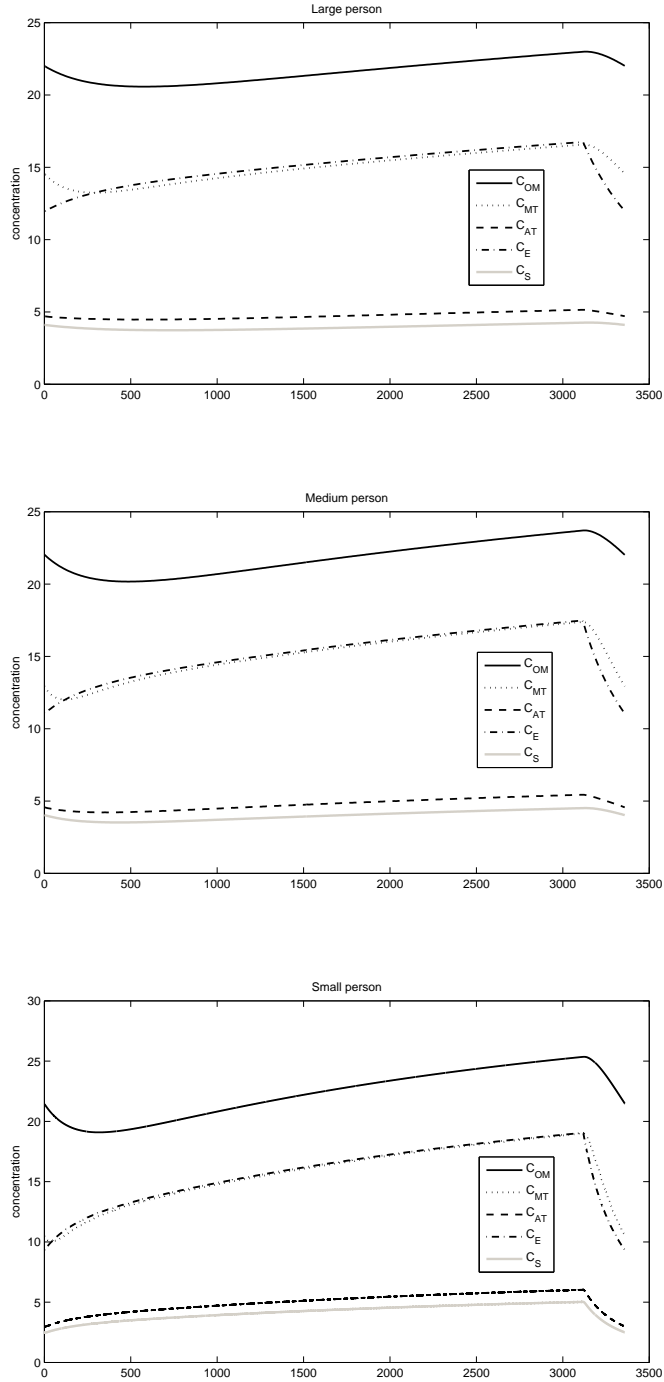 Large person
25
20
15
10
5
0
concentration
C_OM
C_MT
C_AT
C_E
C_S
0 500 1000 1500 2000 2500 3000 3500
Medium person
25
20
15
10
5
0
concentration
C_OM
C_MT
C_AT
C_E
C_S
0 500 1000 1500 2000 2500 3000 3500
Small person
30
25
20
15
10
5
0
concentration
C_OM
C_MT
C_AT
C_E
C_S
0 500 1000 1500 2000 2500 3000 3500